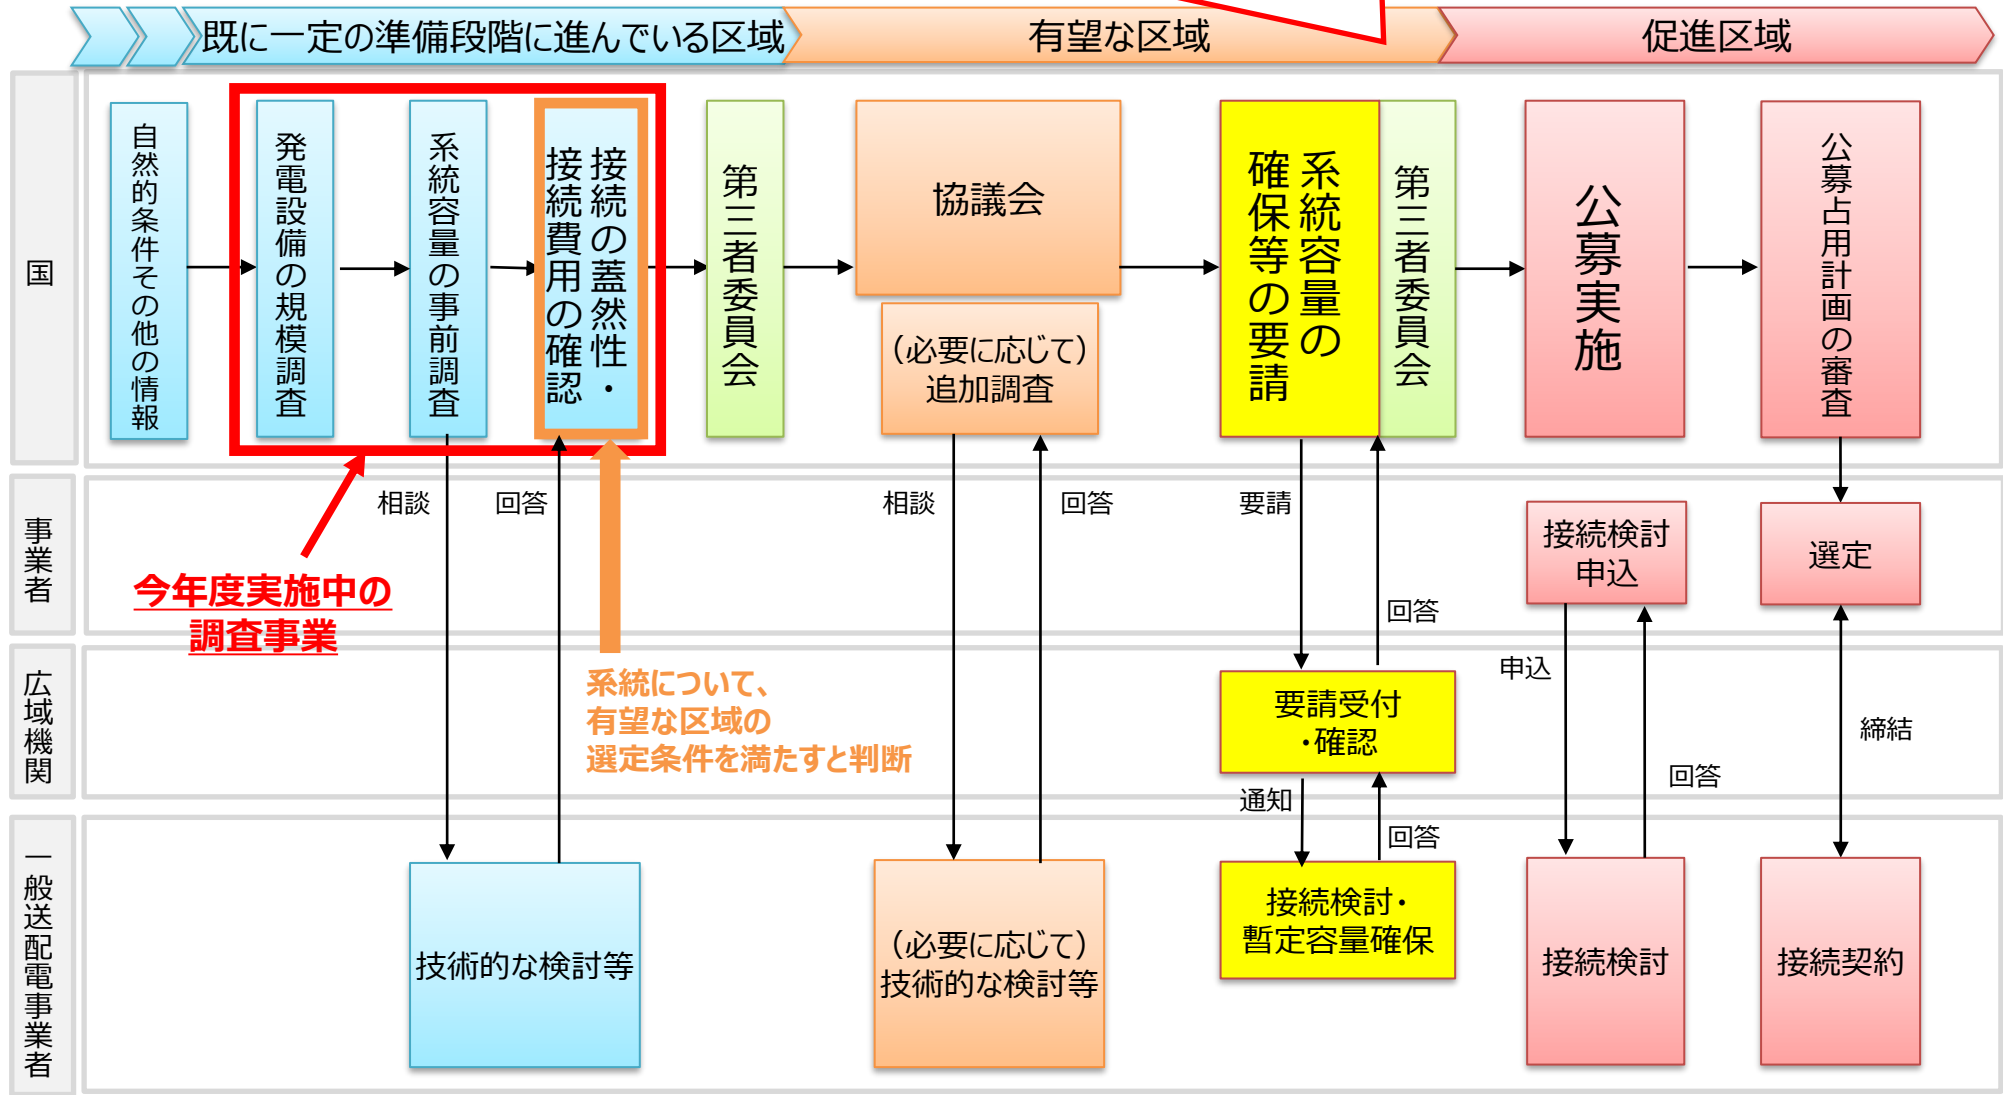 既に一定の準備段階に進んでいる区域
有望な区域
促進区域
国
自然的条件その他の情報
発電設備の規模調査
系統容量の事前調査
接続の蓋然性・
接続費用の確認
第三者委員会
協議会
（必要に応じて）
追加調査
系統容量の
確保等の要請
第三者委員会
公募実施
公募占用計画の審査
事業者
相談
回答
相談
回答
要請
回答
接続検討
申込
選定
今年度実施中の
調査事業
広域機関
系統について、
有望な区域の
選定条件を満たすと判断
要請受付
・確認
申込
回答
締結
通知
回答
一般送配電事業者
技術的な検討等
（必要に応じて）
技術的な検討等
接続検討・
暫定容量確保
接続検討
接続契約